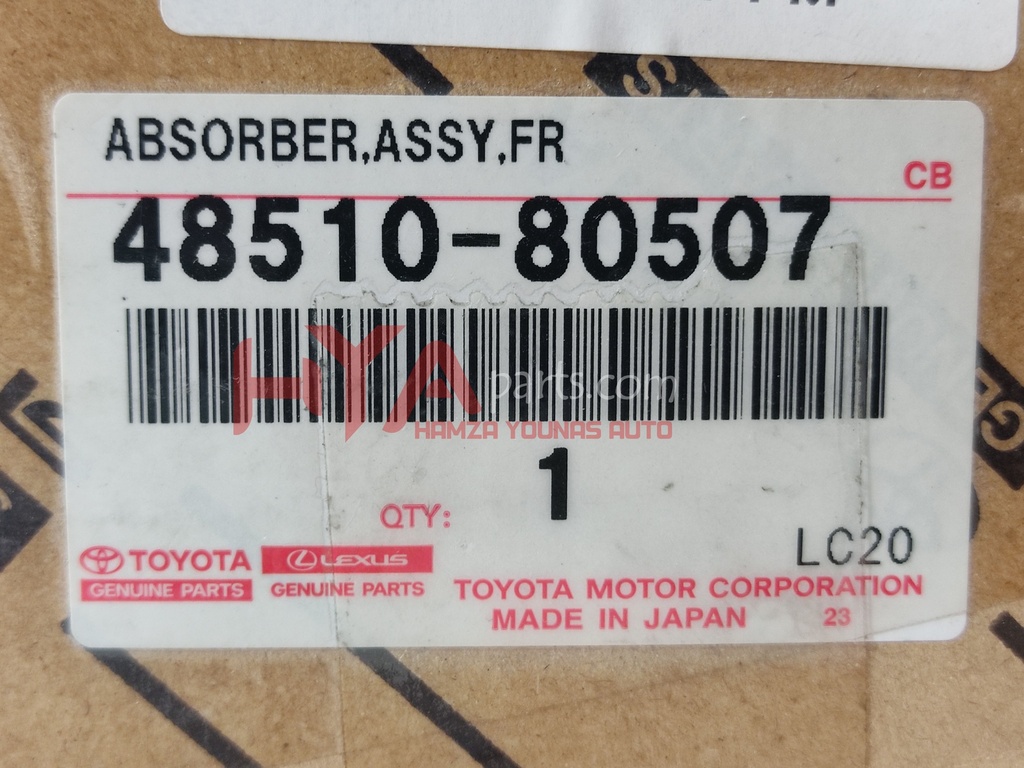 ABSORBER,ASSY,FR
CB
48510-80507
HYA parts.com
HAMZA YOUNAS AUTO
1
QTY:
LC20
TOYOTA LEXUS
GENUINE PARTS GENUINE PARTS
TOYOTA MOTOR CORPORATION
MADE IN JAPAN 23